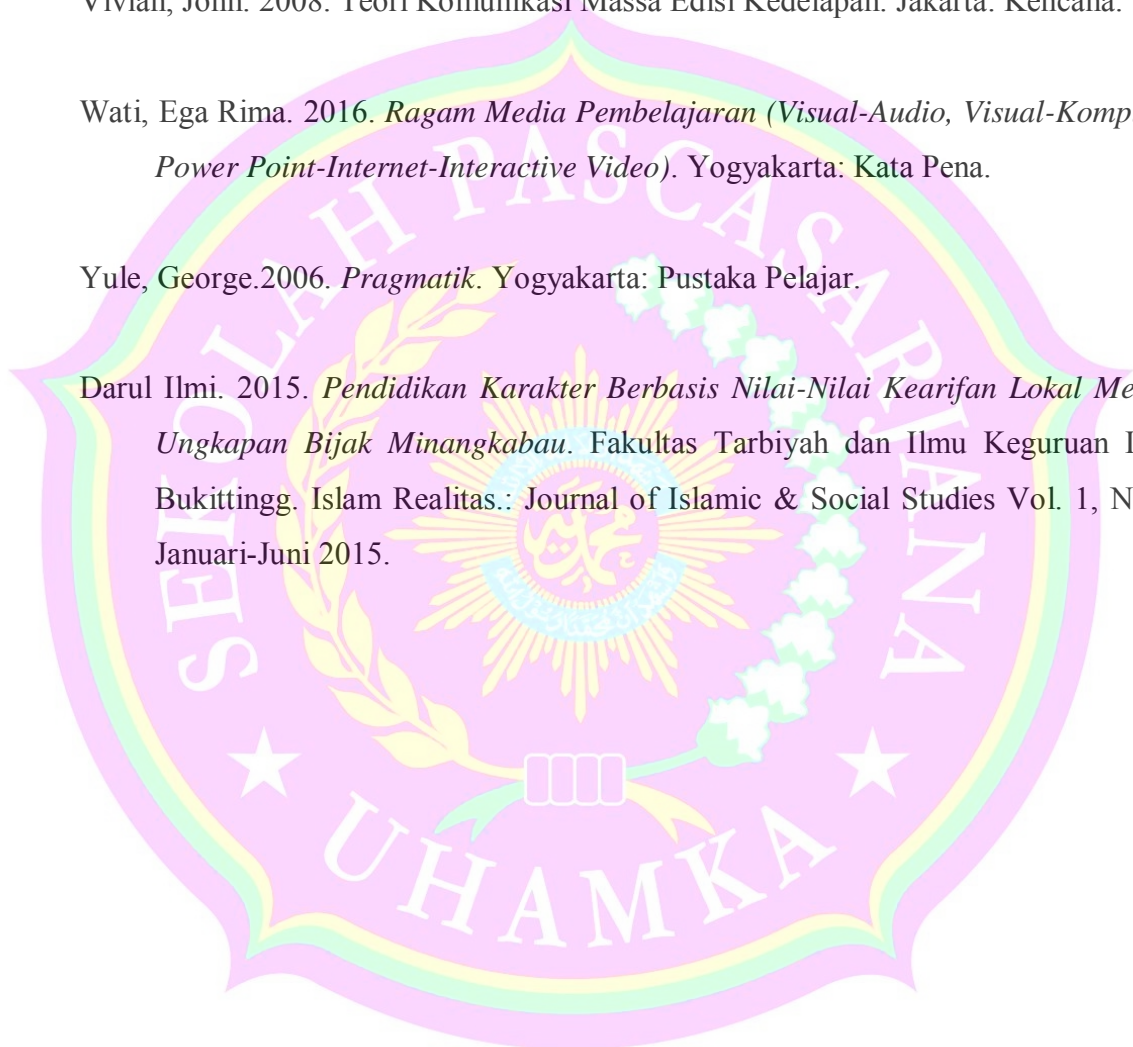 Vivian, John. 2008. Teori Komunikasi Massa Edisi Kedelapan. Jakarta. Kencana.
Wati, Ega Rima. 2016. Ragam Media Pembelajaran (Visual-Audio, Visual-Komp
Power Point-Internet-Interactive Video). Yogyakarta: Kata Pena.
Yule, George.2006. Pragmatik. Yogyakarta: Pustaka Pelajar.
Darul Ilmi. 2015. Pendidikan Karakter Berbasis Nilai-Nilai Kearifan Lokal Me
Ungkapan Bijak Minangkabau. Fakultas Tarbiyah dan Ilmu Keguruan I
Bukittingg. Islam Realitas.: Journal of Islamic & Social Studies Vol. 1, N
Januari-Juni 2015.
SEKOLAH PASCASARJANA
محمدية
UHAMKA